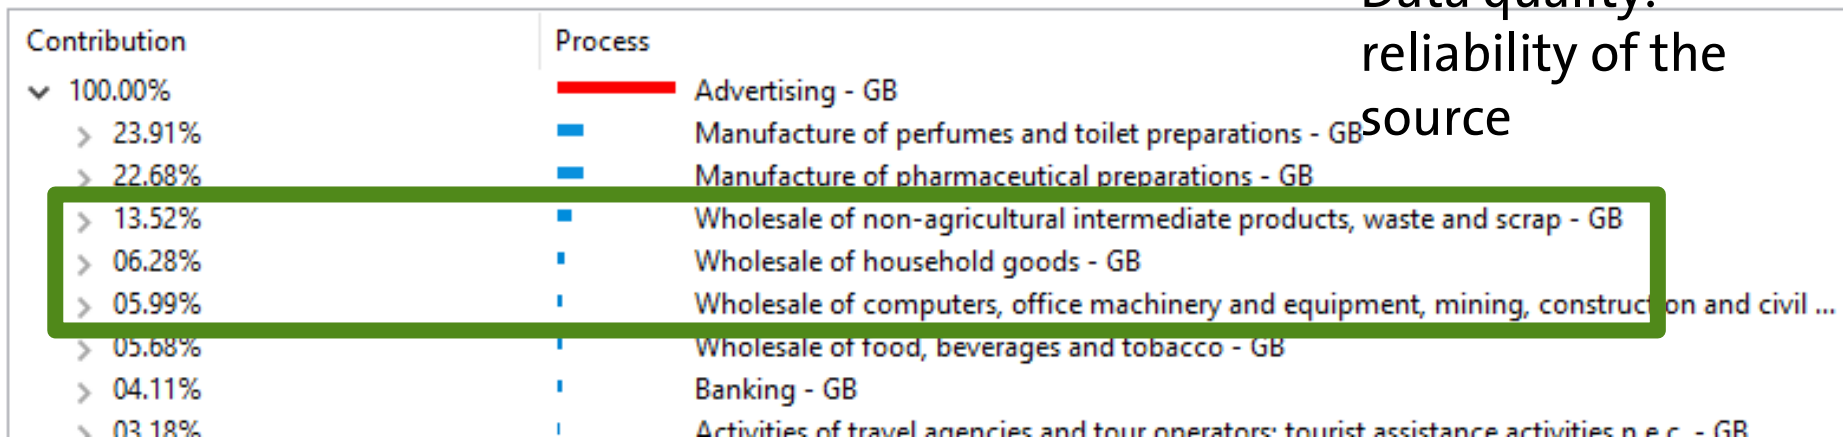 Data quality:
reliability of the
source
Contribution Process
100.00% Advertising - GB
23.91% Manufacture of perfumes and toilet preparations - GB
22.68% Manufacture of pharmaceutical preparations - GB
13.52% Wholesale of non-agricultural intermediate products, waste and scrap - GB
06.28% Wholesale of household goods - GB
05.99% Wholesale of computers, office machinery and equipment, mining, construction and civil ...
05.68% Wholesale of food, beverages and tobacco - GB
04.11% Banking - GB
03.18% Activities of travel agencies and tour operators; tourist assistance activities n.e.c. - GB